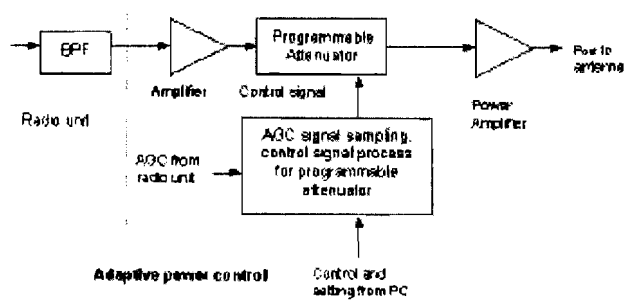 BPF
Programmable
Attenuator
Amplifier
Control signal
Power
Amplifier
antenna
Radio unit
AGC from
radio unit
AGC signal sampling,
control signal process
for programmable
attenuator
Adaptive power control
Control and
setting from PC